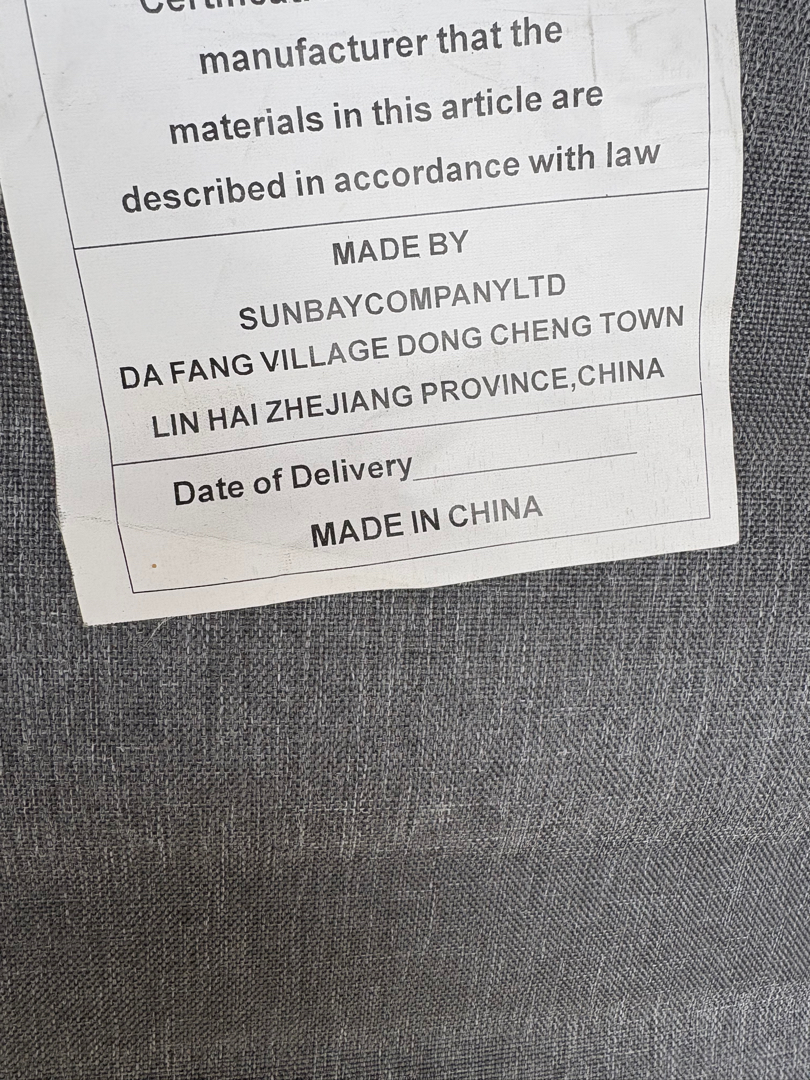 manufacturer that the
materials in this article are
described in accordance with law
MADE BY
SUNBAYCOMPANYLTD
DA FANG VILLAGE DONG CHENG TOWN
LIN HAI ZHEJIANG PROVINCE,CHINA
Date of Delivery
MADE IN CHINA